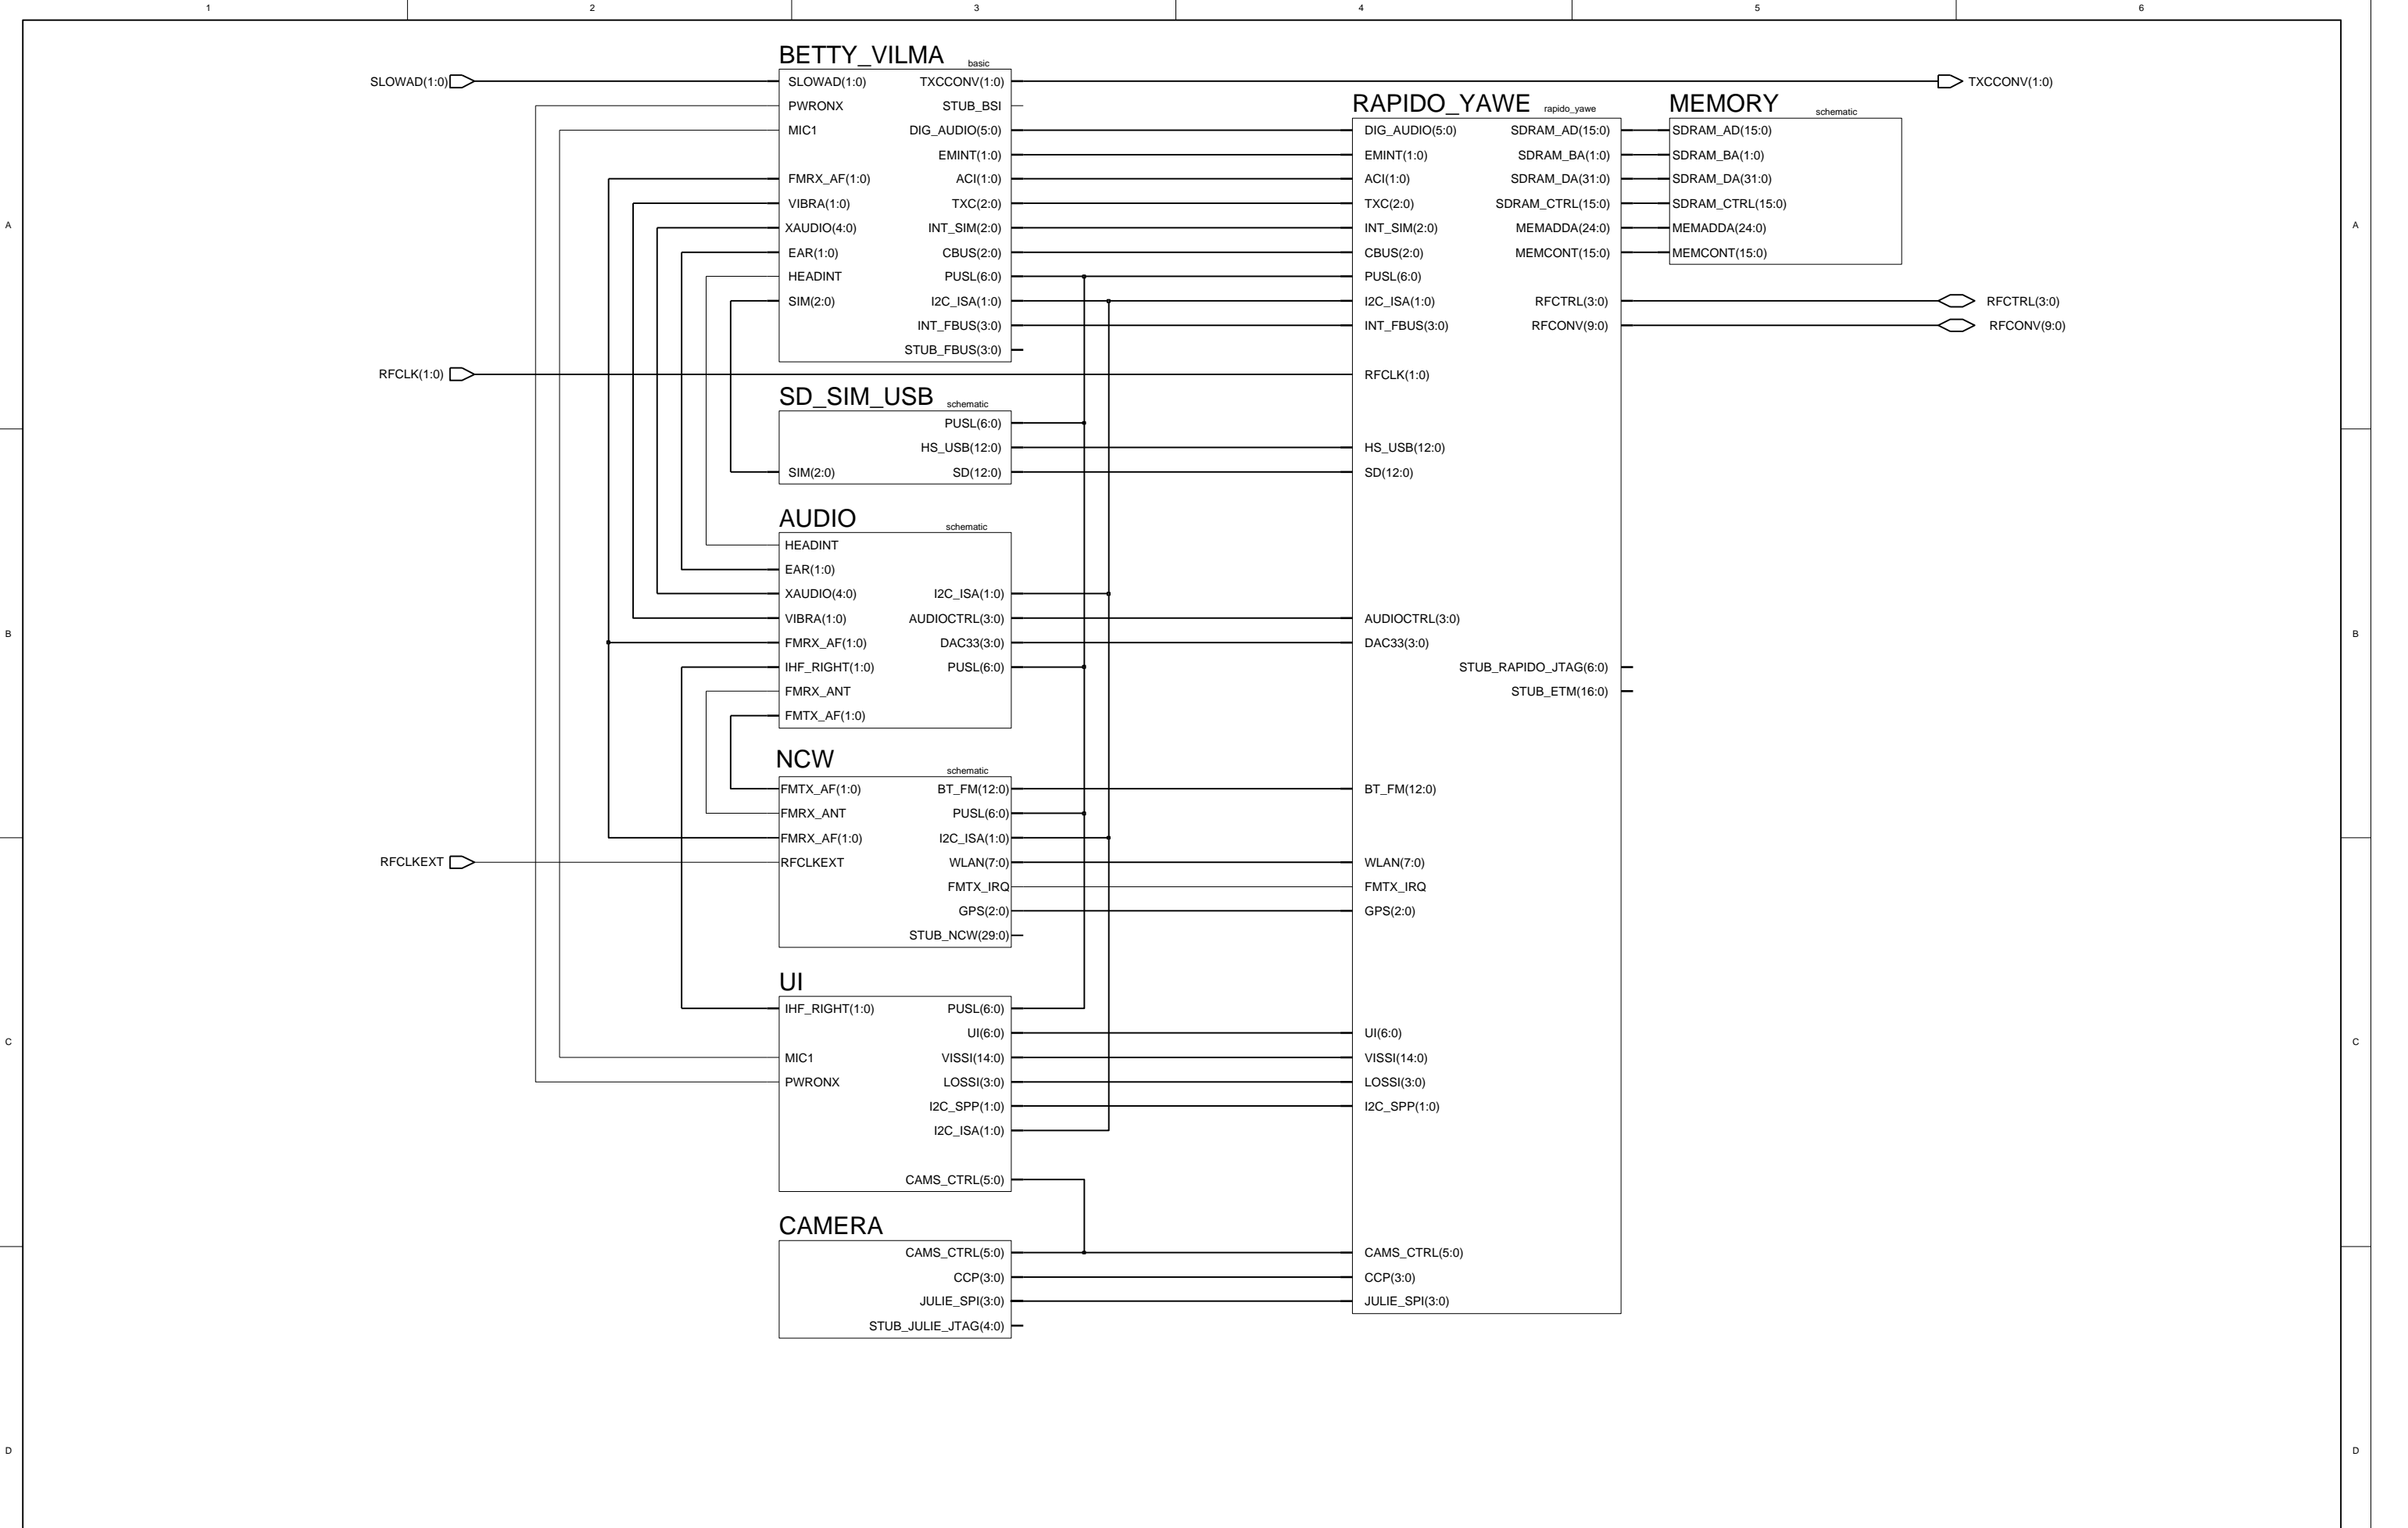 1 2 3 4 5 6
BETTY_VILMA basic
SLOWAD(1:0) SLOWAD(1:0) TXCCONV(1:0) TXCCONV(1:0)
PWRONX STUB_BSI RAPIDO_YAWE rapido_yawe MEMORY schematic
MIC1 DIG_AUDIO(5:0) DIG_AUDIO(5:0) SDRAM_AD(15:0) SDRAM_AD(15:0)
EMINT(1:0) EMINT(1:0) SDRAM_BA(1:0) SDRAM_BA(1:0)
FMRX_AF(1:0) ACI(1:0) ACI(1:0) SDRAM_DA(31:0) SDRAM_DA(31:0)
VIBRA(1:0) TXC(2:0) TXC(2:0) SDRAM_CTRL(15:0) SDRAM_CTRL(15:0)
A XAUDIO(4:0) INT_SIM(2:0) INT_SIM(2:0) MEMADDA(24:0) MEMADDA(24:0) A
EAR(1:0) CBUS(2:0) CBUS(2:0) MEMCONT(15:0) MEMCONT(15:0)
HEADINT PUSL(6:0) PUSL(6:0)
SIM(2:0) I2C_ISA(1:0) I2C_ISA(1:0) RFCTRL(3:0) RFCTRL(3:0)
INT_FBUS(3:0) INT_FBUS(3:0) RFCONV(9:0) RFCONV(9:0)
STUB_FBUS(3:0)
RFCLK(1:0) RFCLK(1:0)
SD_SIM_USB schematic
PUSL(6:0)
HS_USB(12:0) HS_USB(12:0)
SIM(2:0) SD(12:0) SD(12:0)
AUDIO schematic
HEADINT
EAR(1:0)
XAUDIO(4:0) I2C_ISA(1:0)
VIBRA(1:0) AUDIOCTRL(3:0) AUDIOCTRL(3:0)
B B
FMRX_AF(1:0) DAC33(3:0) DAC33(3:0)
IHF_RIGHT(1:0) PUSL(6:0) STUB_RAPIDO_JTAG(6:0)
FMRX_ANT STUB_ETM(16:0)
FMTX_AF(1:0)
NCW schematic
FMTX_AF(1:0) BT_FM(12:0) BT_FM(12:0)
FMRX_ANT PUSL(6:0)
FMRX_AF(1:0) I2C_ISA(1:0)
RFCLKEXT RFCLKEXT WLAN(7:0) WLAN(7:0)
FMTX_IRQ FMTX_IRQ
GPS(2:0) GPS(2:0)
STUB_NCW(29:0)
UI
IHF_RIGHT(1:0) PUSL(6:0)
UI(6:0) UI(6:0)
C C
MIC1 VISSI(14:0) VISSI(14:0)
PWRONX LOSSI(3:0) LOSSI(3:0)
I2C_SPP(1:0) I2C_SPP(1:0)
I2C_ISA(1:0)
CAMS_CTRL(5:0)
CAMERA
CAMS_CTRL(5:0) CAMS_CTRL(5:0)
CCP(3:0) CCP(3:0)
JULIE_SPI(3:0) JULIE_SPI(3:0)
STUB_JULIE_JTAG(4:0)
D D